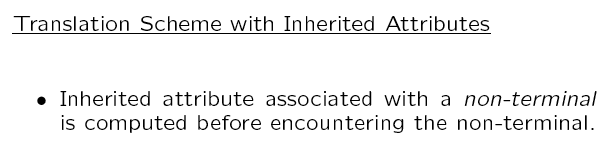 Translation Scheme with Inherited Attributes
• Inherited attribute associated with a non-terminal
is computed before encountering the non-terminal.